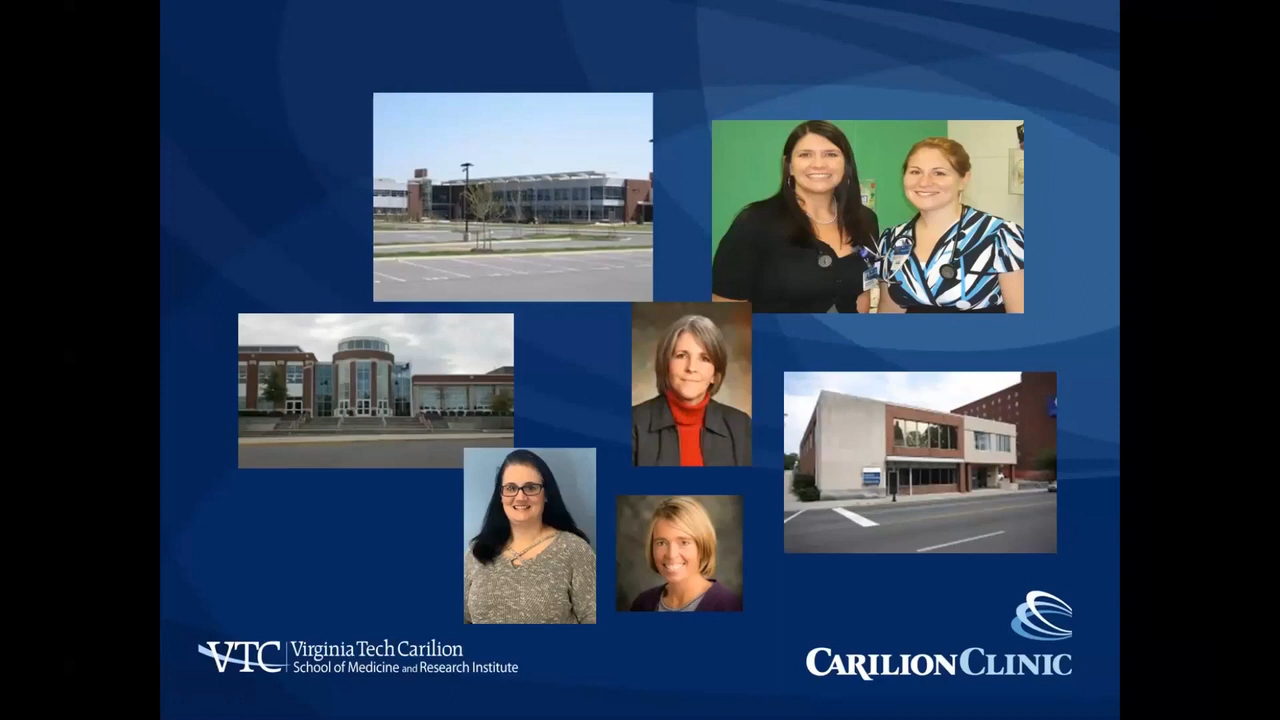 VTC
Virginia Tech Carilion
School of Medicine and Research Institute
CARILION CLINIC